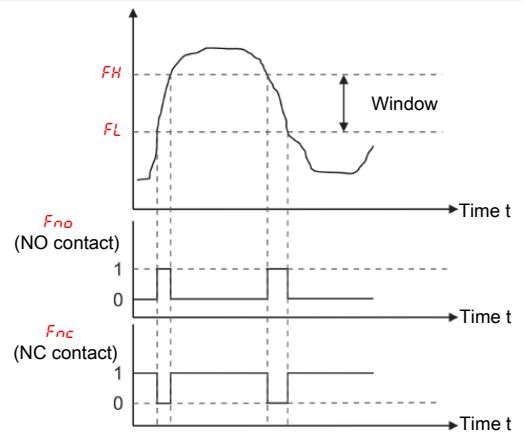 FH
Window
FL
Time t
Fno
(NO contact)
1
0
Time t
Fnc
(NC contact)
1
0
Time t